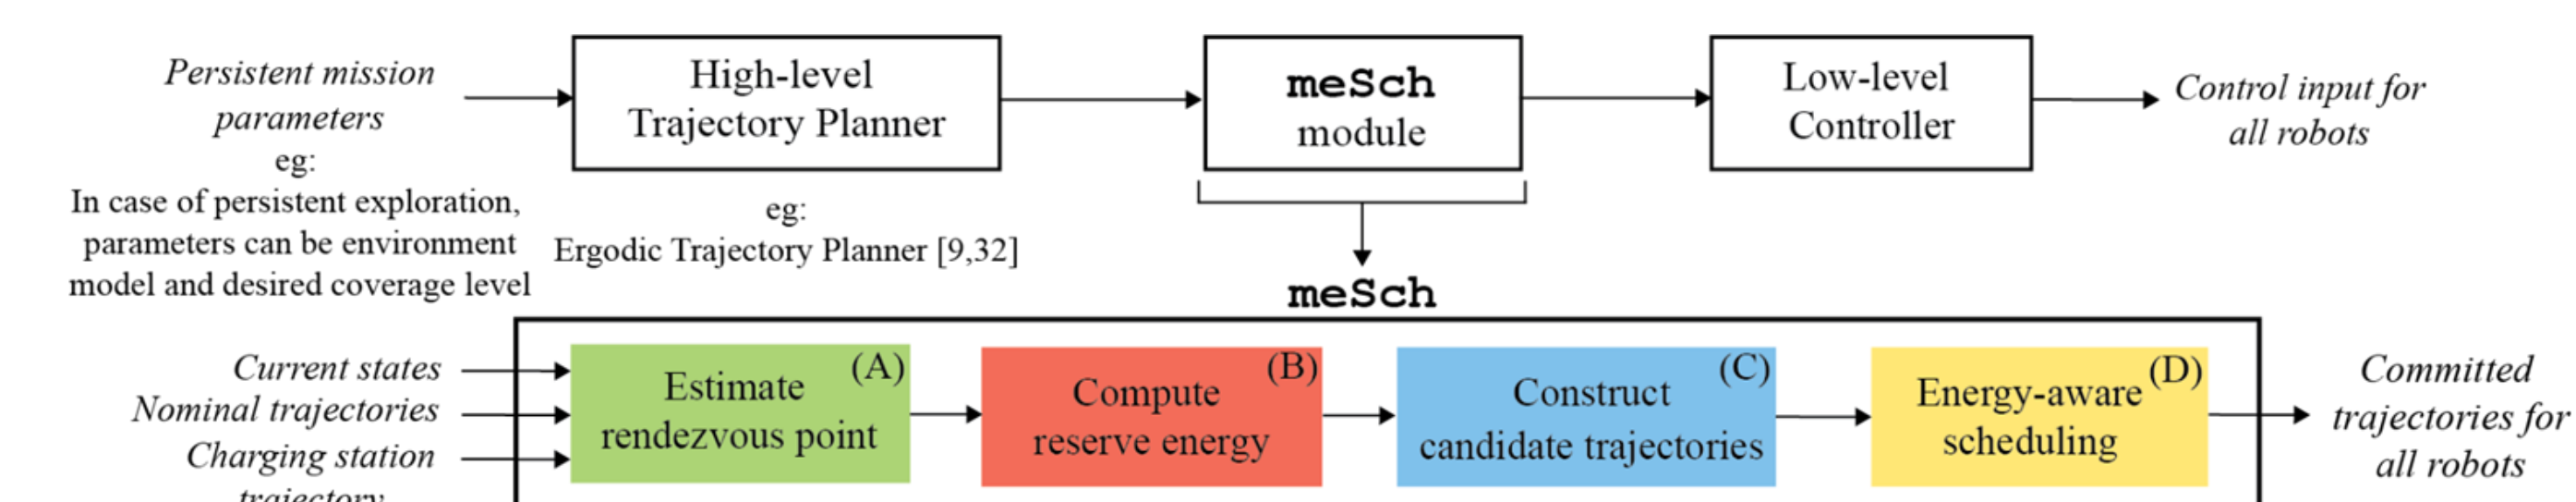 Persistent mission
parameters
eg:
In case of persistent exploration,
parameters can be environment
model and desired coverage level
High-level
Trajectory Planner
eg:
Ergodic Trajectory Planner [9,32]
meSch
module
Low-level
Controller
Control input for
all robots
meSch
Current states
Nominal trajectories
Charging station
trajectory
(A)
Estimate
rendezvous point
(B)
Compute
reserve energy
(C)
Construct
candidate trajectories
(D)
Energy-aware
scheduling
Committed
trajectories for
all robots